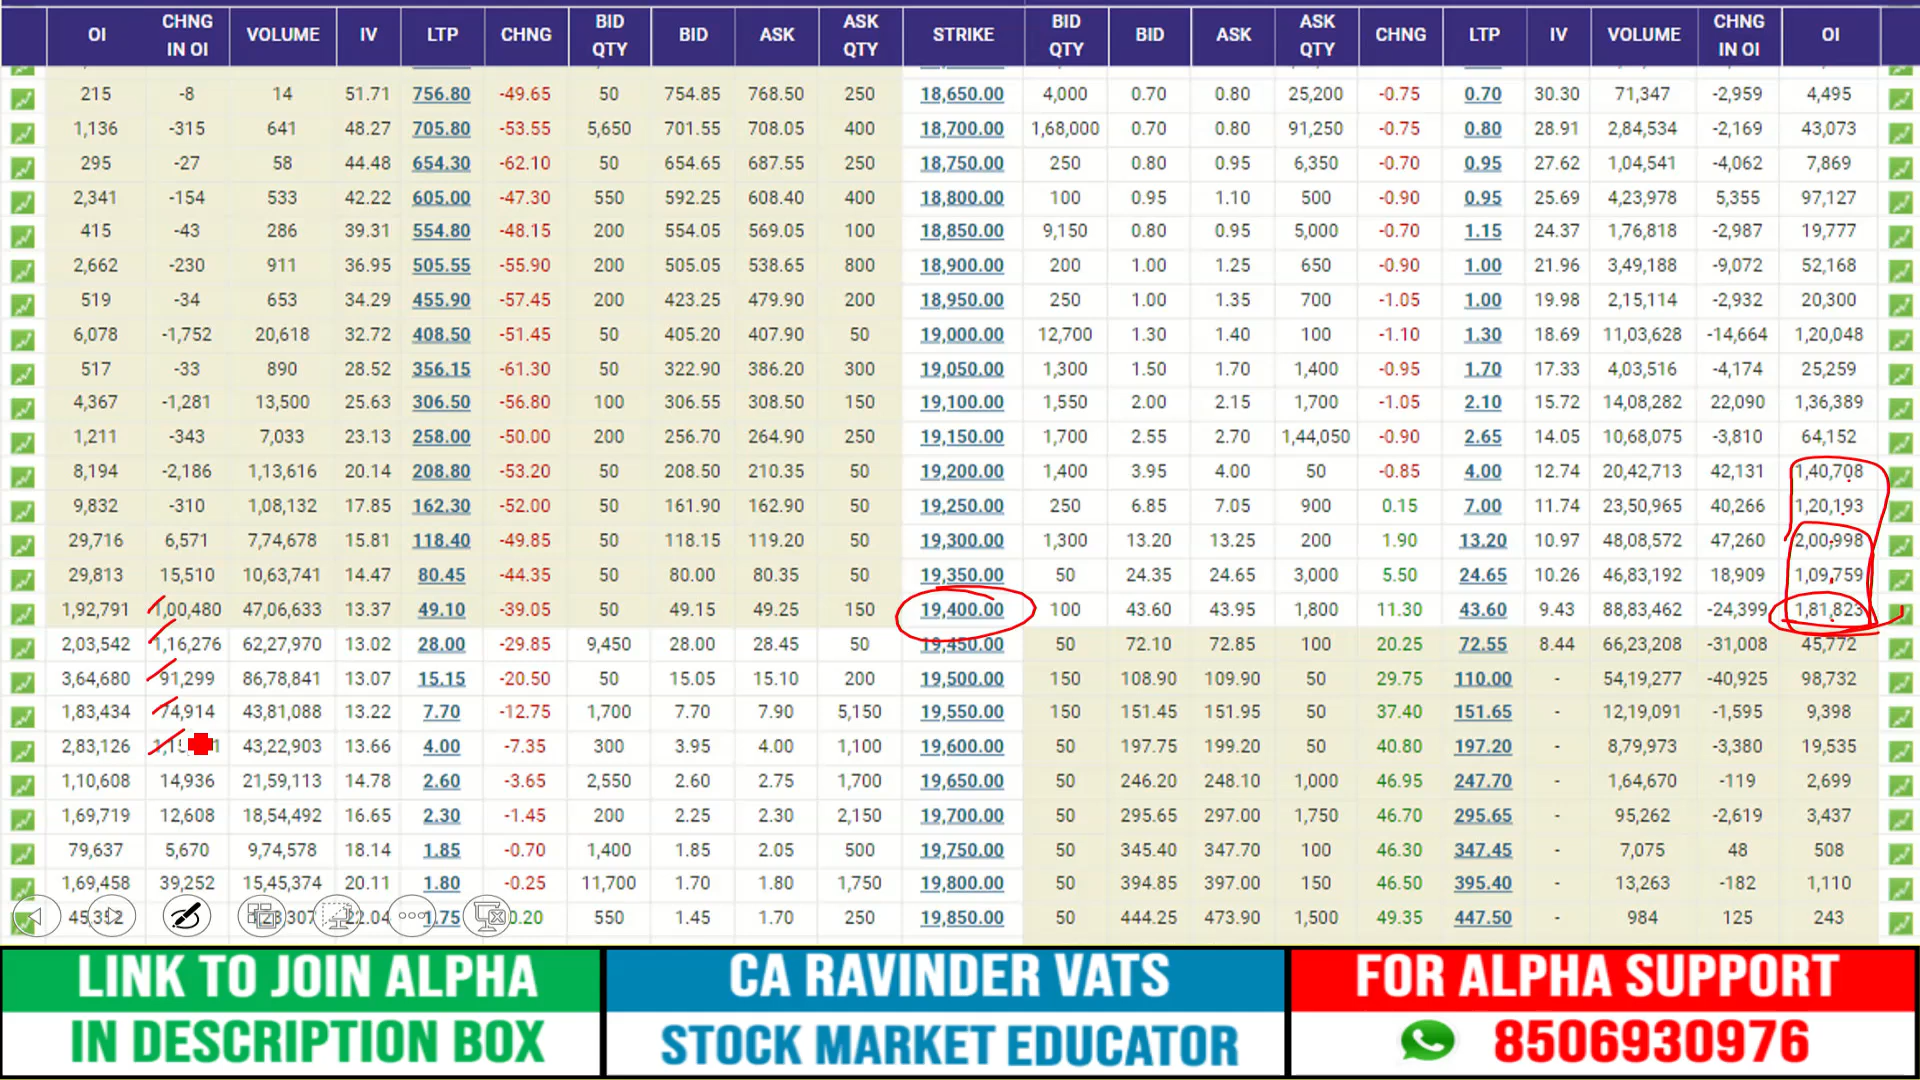 OI CHNG IN OI VOLUME IV LTP CHNG BID QTY BID ASK ASK QTY STRIKE BID QTY BID ASK ASK QTY CHNG LTP IV VOLUME CHNG IN OI OI
215 -8 14 51.71 756.80 -49.65 50 754.85 768.50 250 18,650.00 4,000 0.70 0.80 25,200 -0.75 0.70 30.30 71,347 -2,959 4,495
1,136 -315 641 48.27 705.80 -53.55 5,650 701.55 708.05 400 18,700.00 1,68,000 0.70 0.80 91,250 -0.75 0.80 28.91 2,84,534 -2,169 43,073
295 -27 58 44.48 654.30 -62.10 50 654.65 687.55 250 18,750.00 250 0.80 0.95 6,350 -0.70 0.95 27.62 1,04,541 -4,062 7,869
2,341 -154 533 42.22 605.00 -47.30 550 592.25 608.40 400 18,800.00 100 0.95 1.10 500 -0.90 0.95 25.69 4,23,978 5,355 97,127
415 -43 286 39.31 554.80 -48.15 200 554.05 569.05 100 18,850.00 9,150 0.80 0.95 5,000 -0.70 1.15 24.37 1,76,818 -2,987 19,777
2,662 -230 911 36.95 505.55 -55.90 200 505.05 538.65 800 18,900.00 200 1.00 1.25 650 -0.90 1.00 21.96 3,49,188 -9,072 52,168
519 -34 653 34.29 455.90 -57.45 200 423.25 479.90 200 18,950.00 250 1.00 1.35 700 -1.05 1.00 19.98 2,15,114 -2,932 20,300
6,078 -1,752 20,618 32.72 408.50 -51.45 50 405.20 407.90 50 19,000.00 12,700 1.30 1.40 100 -1.10 1.30 18.69 11,03,628 -14,664 1,20,048
517 -33 890 28.52 356.15 -61.30 50 322.90 386.20 300 19,050.00 1,300 1.50 1.70 1,400 -0.95 1.70 17.33 4,03,516 -4,174 25,259
4,367 -1,281 13,500 25.63 306.50 -56.80 100 306.55 308.50 150 19,100.00 1,550 2.00 2.15 1,700 -1.05 2.10 15.72 14,08,282 22,090 1,36,389
1,211 -343 7,033 23.13 258.00 -50.00 200 256.70 264.90 250 19,150.00 1,700 2.55 2.70 1,44,050 -0.90 2.65 14.05 10,68,075 -3,810 64,152
8,194 -2,186 1,13,616 20.14 208.80 -53.20 50 208.50 210.35 50 19,200.00 1,400 3.95 4.00 50 -0.85 4.00 12.74 20,42,713 42,131 1,40,708
9,832 -310 1,08,132 17.85 162.30 -52.00 50 161.90 162.90 50 19,250.00 250 6.85 7.05 900 0.15 7.00 11.74 23,50,965 40,266 1,20,193
29,716 6,571 7,74,678 15.81 118.40 -49.85 50 118.15 119.20 50 19,300.00 1,300 13.20 13.25 200 1.90 13.20 10.97 48,08,572 47,260 2,00,998
29,813 15,510 10,63,741 14.47 80.45 -44.35 50 80.00 80.35 50 19,350.00 50 24.35 24.65 3,000 5.50 24.65 10.26 46,83,192 18,909 1,09,759
1,92,791 1,00,480 47,06,633 13.37 49.10 -39.05 50 49.15 49.25 150 19,400.00 100 43.60 43.95 1,800 11.30 43.60 9.43 88,83,462 -24,399 1,81,823
2,03,542 1,16,276 62,27,970 13.02 28.00 -29.85 9,450 28.00 28.45 50 19,450.00 50 72.10 72.85 100 20.25 72.55 8.44 66,23,208 -31,008 45,772
3,64,680 91,299 86,78,841 13.07 15.15 -20.50 50 15.05 15.10 200 19,500.00 150 108.90 109.90 50 29.75 110.00 - 54,19,277 -40,925 98,732
1,83,434 74,914 43,81,088 13.22 7.70 -12.75 1,700 7.70 7.90 5,150 19,550.00 150 151.45 151.95 50 37.40 151.65 - 12,19,091 -1,595 9,398
2,83,126 43,22,903 13.66 4.00 -7.35 300 3.95 4.00 1,100 19,600.00 50 197.75 199.20 50 40.80 197.20 - 8,79,973 -3,380 19,535
1,10,608 14,936 21,59,113 14.78 2.60 -3.65 2,550 2.60 2.75 1,700 19,650.00 50 246.20 248.10 1,000 46.95 247.70 - 1,64,670 -119 2,699
1,69,719 12,608 18,54,492 16.65 2.30 -1.45 200 2.25 2.30 2,150 19,700.00 50 295.65 297.00 1,750 46.70 295.65 - 95,262 -2,619 3,437
79,637 5,670 9,74,578 18.14 1.85 -0.70 1,400 1.85 2.05 500 19,750.00 50 345.40 347.70 100 46.30 347.45 - 7,075 48 508
1,69,458 39,252 15,45,374 20.11 1.80 -0.25 11,700 1.70 1.80 1,750 19,800.00 50 394.85 397.00 150 46.50 395.40 - 13,263 -182 1,110
45,352 22.04 1.75 0.20 550 1.45 1.70 250 19,850.00 50 444.25 473.90 1,500 49.35 447.50 - 984 125 243
LINK TO JOIN ALPHA
IN DESCRIPTION BOX
CA RAVINDER VATS
STOCK MARKET EDUCATOR
FOR ALPHA SUPPORT
8506930976